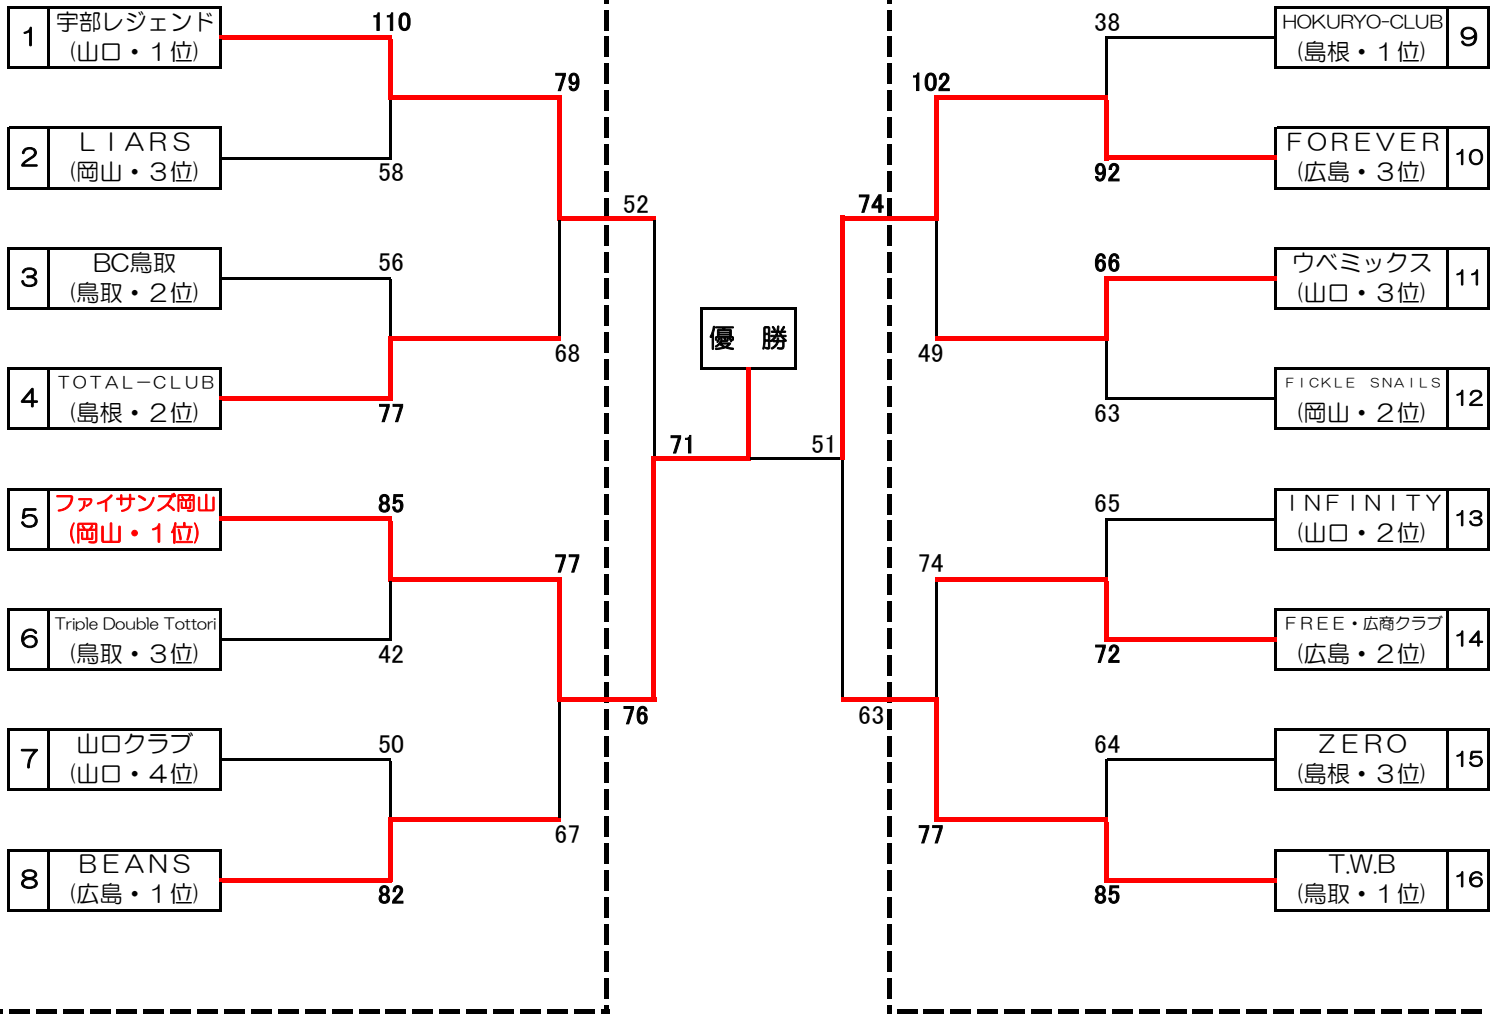 1
宇部レジェンド
(山口・１位)
2
ＬＩＡＲＳ
(岡山・３位)
3
BC鳥取
(鳥取・２位)
4
ＴＯＴＡＬ－ＣＬＵＢ
(島根・２位)
5
ファイサンズ岡山
(岡山・１位)
6
Triple Double Tottori
(鳥取・３位)
7
山口クラブ
(山口・４位)
8
ＢＥＡＮＳ
(広島・１位)
110
58
56
77
85
42
50
82
79
68
77
67
52
76
優　勝
71
51
74
63
102
49
74
77
38
92
66
63
65
72
64
85
HOKURYO-CLUB
(島根・１位)
9
ＦＯＲＥＶＥＲ
(広島・３位)
10
ウベミックス
(山口・３位)
11
ＦＩＣＫＬＥ　ＳＮＡＩＬＳ
(岡山・２位)
12
ＩＮＦＩＮＩＴＹ
(山口・２位)
13
ＦＲＥＥ・広商クラブ
(広島・２位)
14
ＺＥＲＯ
(島根・３位)
15
T.W.B
(鳥取・１位)
16